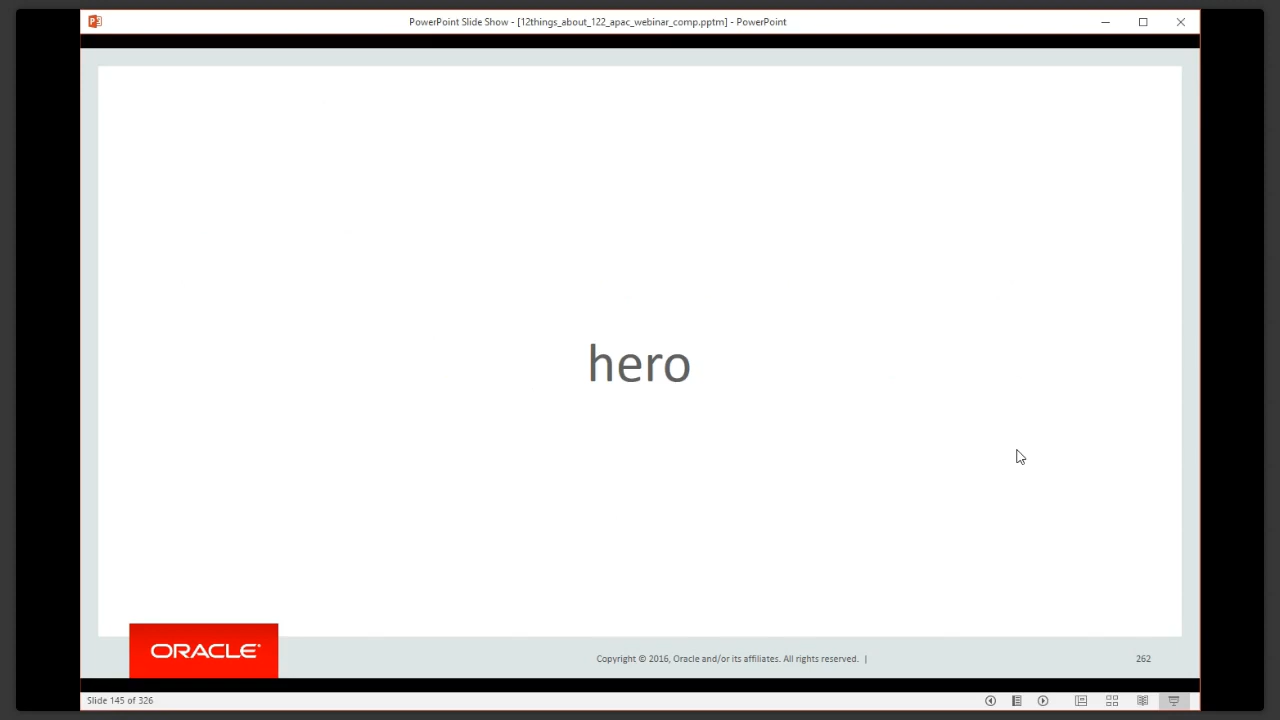 PowerPoint Slide Show - [12things_about_122_apac_webinar_comp.pptm] - PowerPoint
hero
ORACLE
Copyright © 2016, Oracle and/or its affiliates. All rights reserved. |
262
Slide 145 of 326